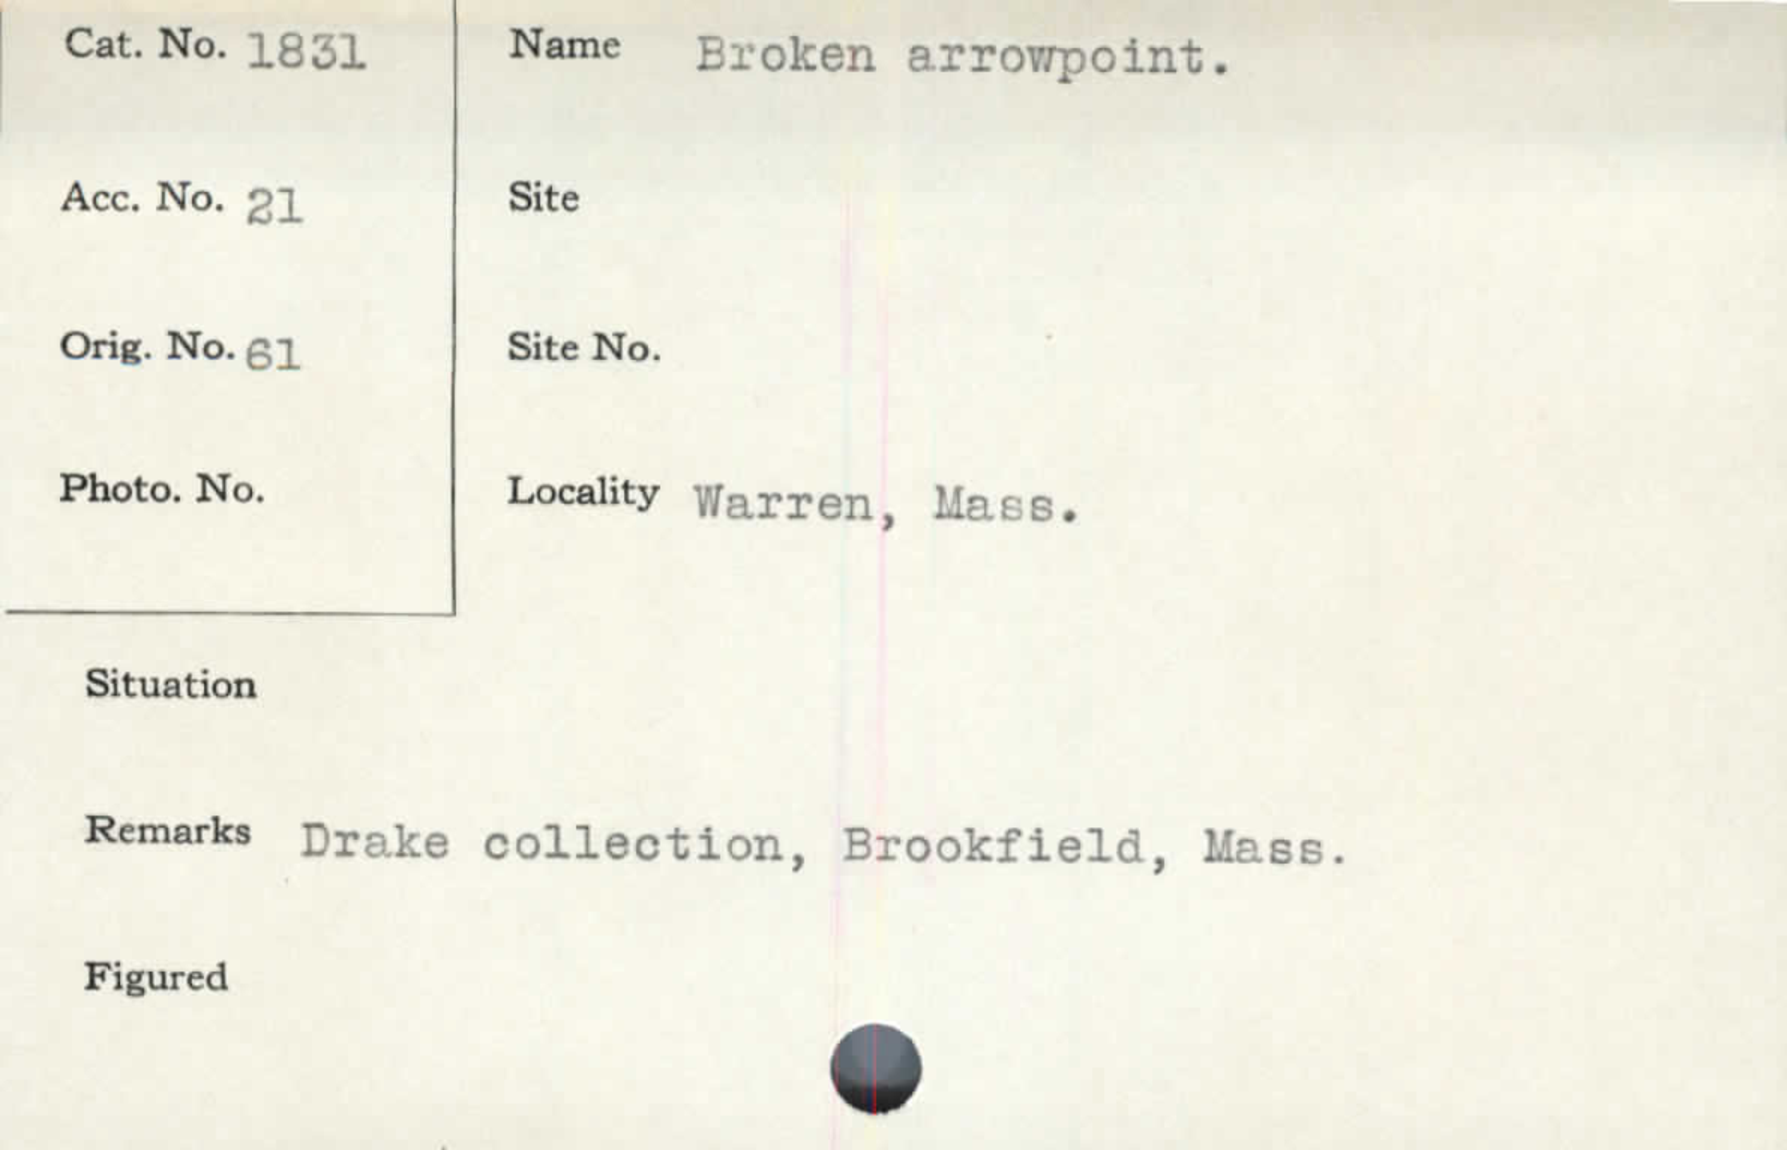 Cat. No. 1831
Name Broken arrowpoint.
Acc. No. 21
Site
Orig. No. 61
Site No.
Photo. No.
Locality Warren, Mass.
Situation
Remarks Drake collection, Brookfield, Mass.
Figured